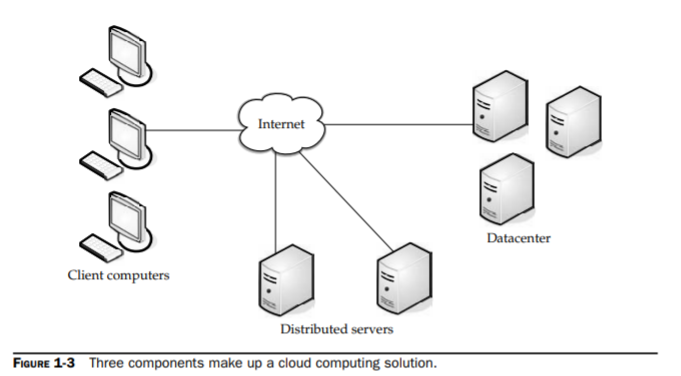 Internet
Datacenter
Client computers
Distributed servers
FIGURE 1-3 Three components make up a cloud computing solution.